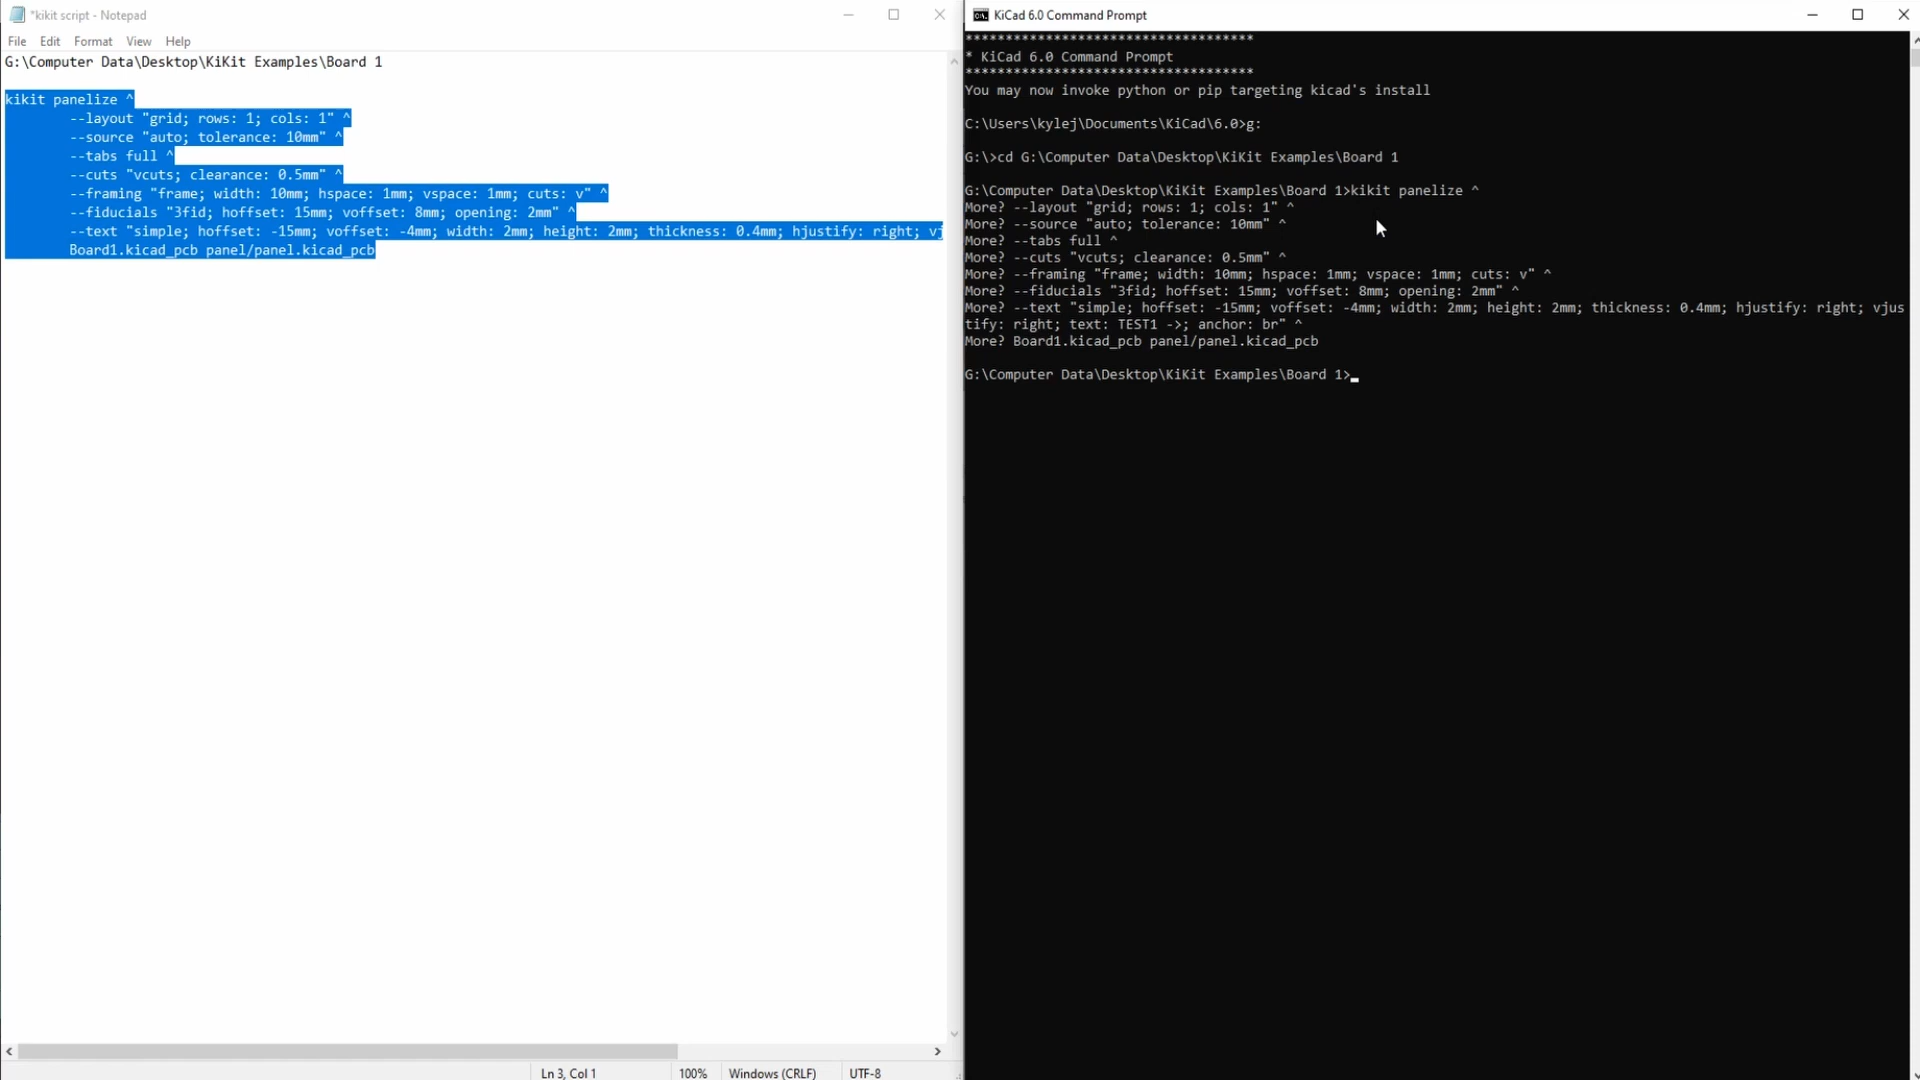 *kikit script - Notepad
File Edit Format View Help
G:\Computer Data\Desktop\KiKit Examples\Board 1
kikit panelize ^
--layout "grid; rows: 1; cols: 1" ^
--source "auto; tolerance: 10mm" ^
--tabs full ^
--cuts "vcuts; clearance: 0.5mm" ^
--framing "frame; width: 10mm; hspace: 1mm; vspace: 1mm; cuts: v" ^
--fiducials "3fid; hoffset: 15mm; voffset: 8mm; opening: 2mm" ^
--text "simple; hoffset: -15mm; voffset: -4mm; width: 2mm; height: 2mm; thickness: 0.4mm; hjustify: right; vj
Board1.kicad_pcb panel/panel.kicad_pcb
Ln 3, Col 1 100% Windows (CRLF) UTF-8
KiCad 6.0 Command Prompt
************************************
* KiCad 6.0 Command Prompt
************************************
You may now invoke python or pip targeting kicad's install
C:\Users\kylej\Documents\KiCad\6.0>g:
G:\>cd G:\Computer Data\Desktop\KiKit Examples\Board 1
G:\Computer Data\Desktop\KiKit Examples\Board 1>kikit panelize ^
More? --layout "grid; rows: 1; cols: 1" ^
More? --source "auto; tolerance: 10mm" ^
More? --tabs full ^
More? --cuts "vcuts; clearance: 0.5mm" ^
More? --framing "frame; width: 10mm; hspace: 1mm; vspace: 1mm; cuts: v" ^
More? --fiducials "3fid; hoffset: 15mm; voffset: 8mm; opening: 2mm" ^
More? --text "simple; hoffset: -15mm; voffset: -4mm; width: 2mm; height: 2mm; thickness: 0.4mm; hjustify: right; vjus
tify: right; text: TEST1 ->; anchor: br" ^
More? Board1.kicad_pcb panel/panel.kicad_pcb
G:\Computer Data\Desktop\KiKit Examples\Board 1>